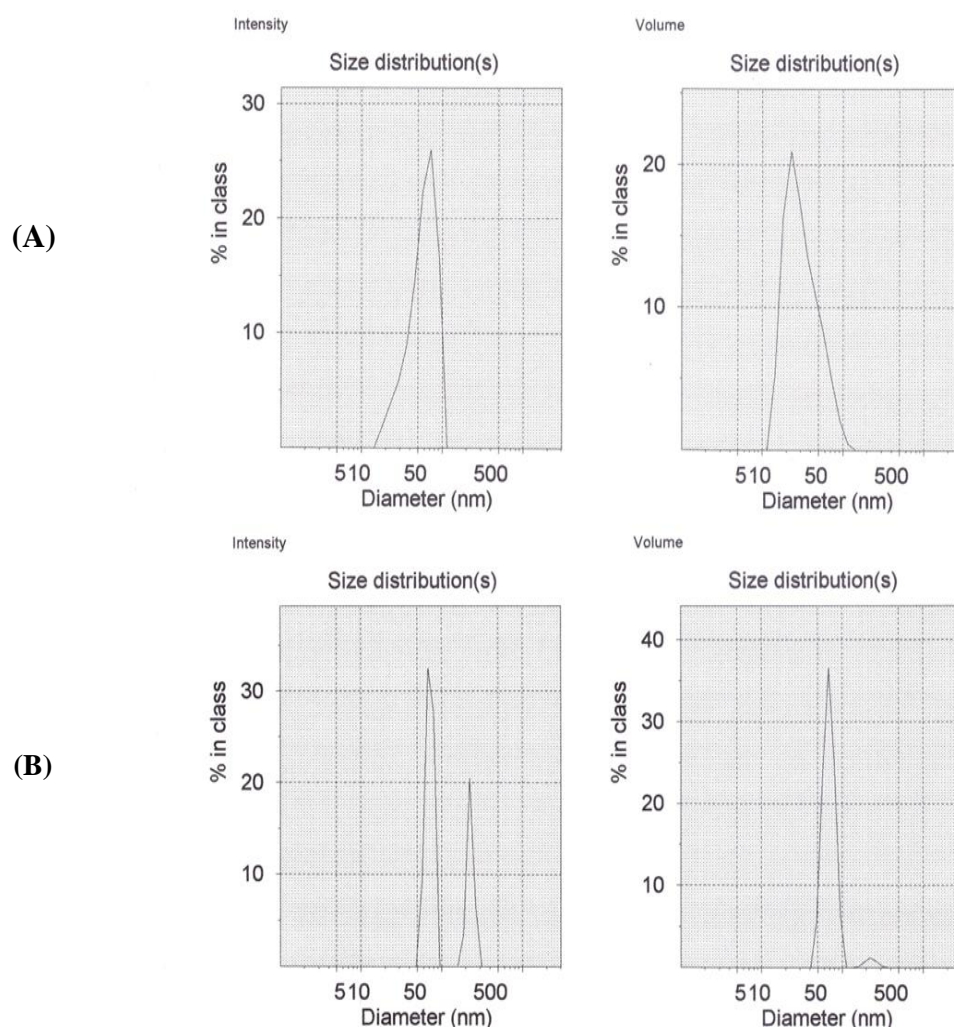 Intensity
Volume
Size distribution(s)
Size distribution(s)
30
20
10
% in class
20
10
% in class
(A)
510 50 500
Diameter (nm)
510 50 500
Diameter (nm)
Intensity
Volume
Size distribution(s)
Size distribution(s)
30
20
10
% in class
40
30
20
10
% in class
(B)
510 50 500
Diameter (nm)
510 50 500
Diameter (nm)